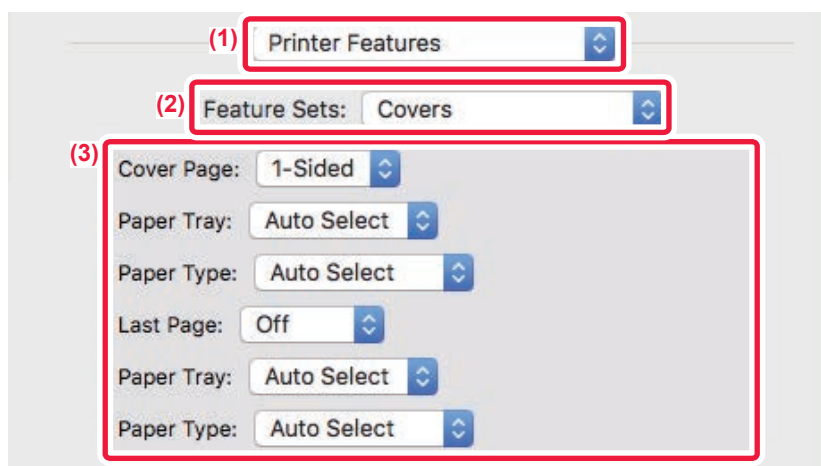 (1) Printer Features
(2) Feature Sets: Covers
(3)
Cover Page: 1-Sided
Paper Tray: Auto Select
Paper Type: Auto Select
Last Page: Off
Paper Tray: Auto Select
Paper Type: Auto Select